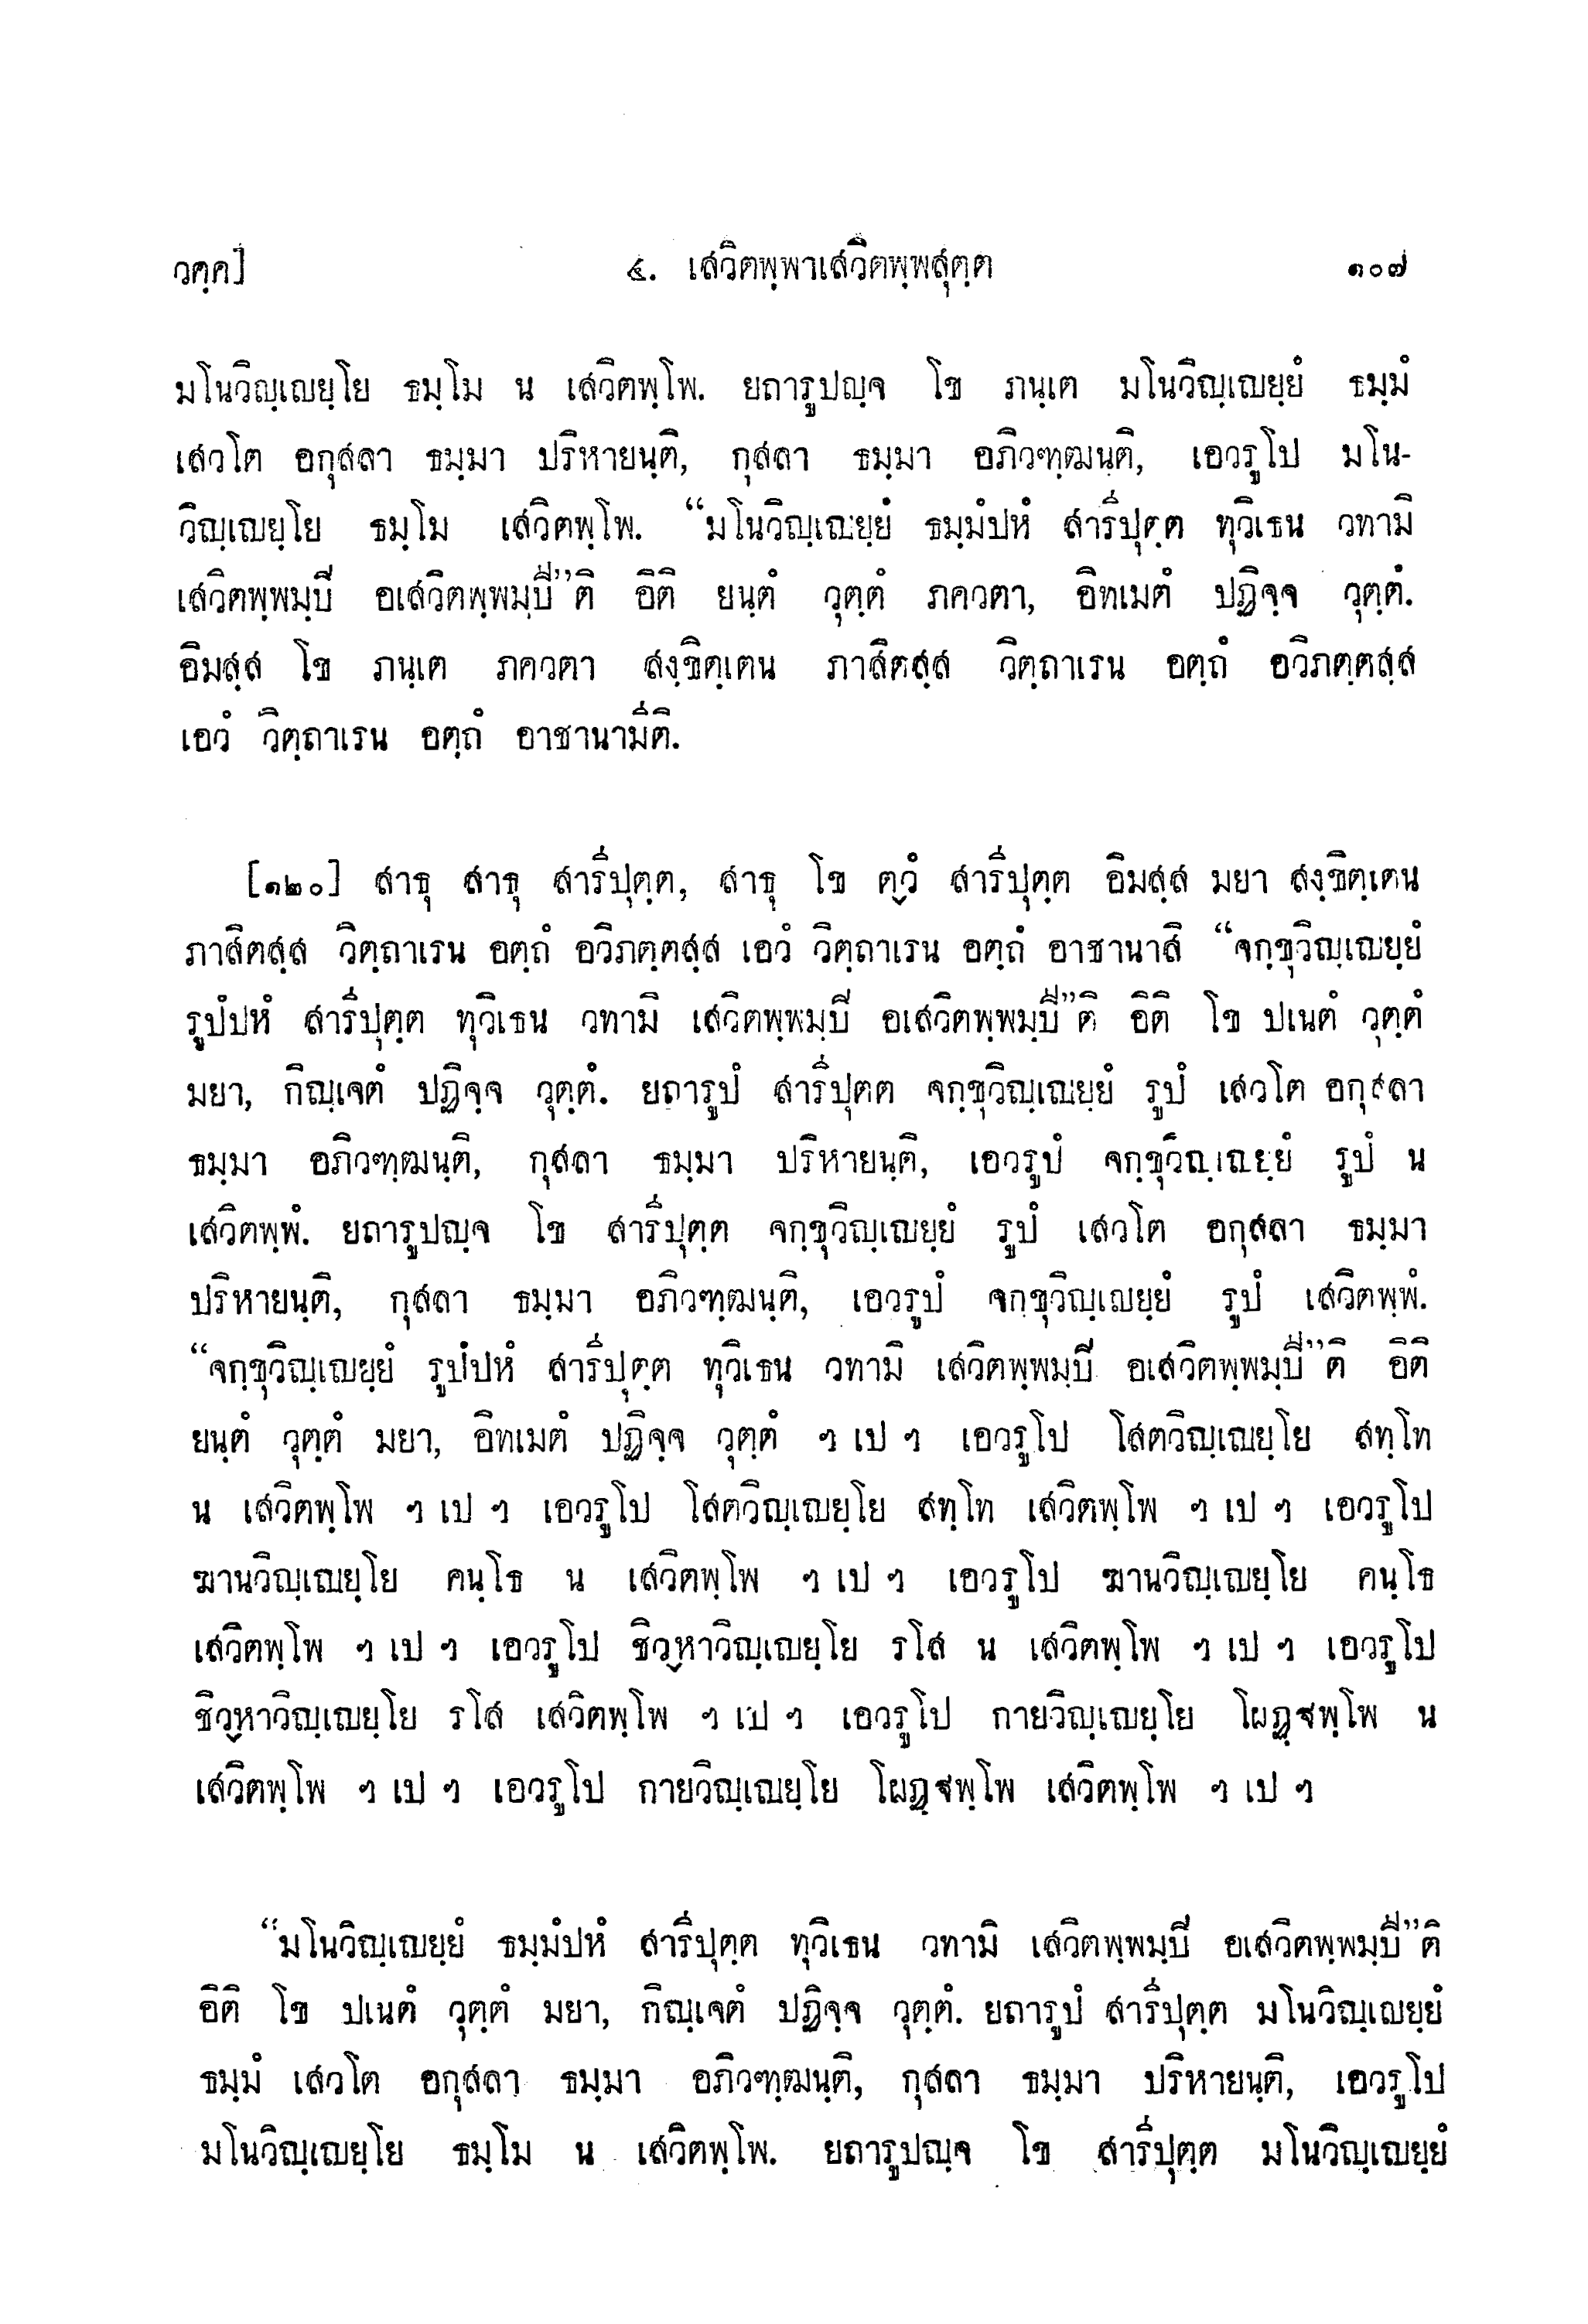 วคฺค]	๔. เสวิตพฺพาเสวิตพฺพสุตฺต	๑๐๗
มโนวิญฺเญยฺโย ธมฺโม น เสวิตพฺโพ. ยถารูปญฺจ โข ภนฺเต มโนวิญฺเญยฺยํ ธมฺมํ
เสวโต อกุสลา ธมฺมา ปริหายนฺติ, กุสลา ธมฺมา อภิวฑฺฒนฺติ, เอวรูโป มโน-
วิญฺเญยฺโย ธมฺโม เสวิตพฺโพ. “มโนวิญฺเญยฺยํ ธมฺมํปหํ สารีปุตฺต ทุวิเธน วทามิ
เสวิตพฺพมฺปี อเสวิตพฺพมฺปี”ติ อิติ ยนฺตํ วุตฺตํ ภควตา, อิทเมตํ ปฏิจฺจ วุตฺตํ.
อิมสฺส โข ภนฺเต ภควตา สงฺขิตฺเตน ภาสิตสฺส วิตฺถาเรน อตฺถํ อวิภตฺตสฺส
เอวํ วิตฺถาเรน อตฺถํ อาชานามีติ.
[๑๒๐] สาธุ สาธุ สารีปุตฺต, สาธุ โข ตฺวํ สารีปุตฺต อิมสฺส มยา สงฺขิตฺเตน
ภาสิตสฺส วิตฺถาเรน อตฺถํ อวิภตฺตสฺส เอวํ วิตฺถาเรน อตฺถํ อาชานาสิ “จกฺขุวิญฺเญยฺยํ
รูปํปหํ สารีปุตฺต ทุวิเธน วทามิ เสวิตพฺพมฺปี อเสวิตพฺพมฺปี”ติ อิติ โข ปเนตํ วุตฺตํ
มยา, กิญฺเจตํ ปฏิจฺจ วุตฺตํ. ยถารูปํ สารีปุตฺต จกฺขุวิญฺเญยฺยํ รูปํ เสวโต อกุสลา
ธมฺมา อภิวฑฺฒนฺติ, กุสลา ธมฺมา ปริหายนฺติ, เอวรูปํ จกฺขุวิญฺเญยฺยํ รูปํ น
เสวิตพฺพํ. ยถารูปญฺจ โข สารีปุตฺต จกฺขุวิญฺเญยฺยํ รูปํ เสวโต อกุสลา ธมฺมา
ปริหายนฺติ, กุสลา ธมฺมา อภิวฑฺฒนฺติ, เอวรูปํ จกฺขุวิญฺเญยฺยํ รูปํ เสวิตพฺพํ.
“จกฺขุวิญฺเญยฺยํ รูปํปหํ สารีปุตฺต ทุวิเธน วทามิ เสวิตพฺพมฺปี อเสวิตพฺพมฺปี”ติ อิติ
ยนฺตํ วุตฺตํ มยา, อิทเมตํ ปฏิจฺจ วุตฺตํ ฯ เป ฯ เอวรูโป โสตวิญฺเญยฺโย สทฺโท
น เสวิตพฺโพ ฯ เป ฯ เอวรูโป โสตวิญฺเญยฺโย สทฺโท เสวิตพฺโพ ฯ เป ฯ เอวรูโป
ฆานวิญฺเญยฺโย คนฺโธ น เสวิตพฺโพ ฯ เป ฯ เอวรูโป ฆานวิญฺเญยฺโย คนฺโธ
เสวิตพฺโพ ฯ เป ฯ เอวรูโป ชิวฺหาวิญฺเญยฺโย รโส น เสวิตพฺโพ ฯ เป ฯ เอวรูโป
ชิวฺหาวิญฺเญยฺโย รโส เสวิตพฺโพ ฯ เป ฯ เอวรูโป กายวิญฺเญยฺโย โผฏฺฐพฺโพ น
เสวิตพฺโพ ฯ เป ฯ เอวรูโป กายวิญฺเญยฺโย โผฏฺฐพฺโพ เสวิตพฺโพ ฯ เป ฯ
“มโนวิญฺเญยฺยํ ธมฺมํปหํ สารีปุตฺต ทุวิเธน วทามิ เสวิตพฺพมฺปี อเสวิตพฺพมฺปี”ติ
อิติ โข ปเนตํ วุตฺตํ มยา, กิญฺเจตํ ปฏิจฺจ วุตฺตํ. ยถารูปํ สารีปุตฺต มโนวิญฺเญยฺยํ
ธมฺมํ เสวโต อกุสลา ธมฺมา อภิวฑฺฒนฺติ, กุสลา ธมฺมา ปริหายนฺติ, เอวรูโป
มโนวิญฺเญยฺโย ธมฺโม น เสวิตพฺโพ. ยถารูปญฺจ โข สารีปุตฺต มโนวิญฺเญยฺยํ